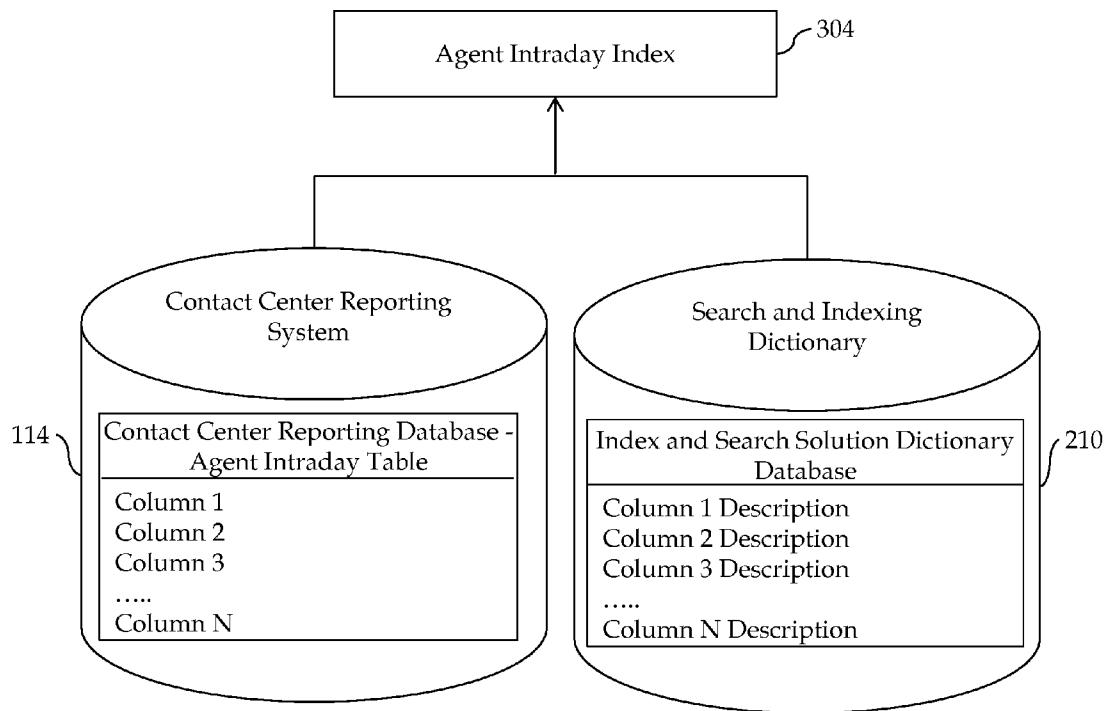 Agent Intraday Index
304
Contact Center Reporting
System
Search and Indexing
Dictionary
114
Contact Center Reporting Database -
Agent Intraday Table
Column 1
Column 2
Column 3
.....
Column N
210
Index and Search Solution Dictionary
Database
Column 1 Description
Column 2 Description
Column 3 Description
.....
Column N Description